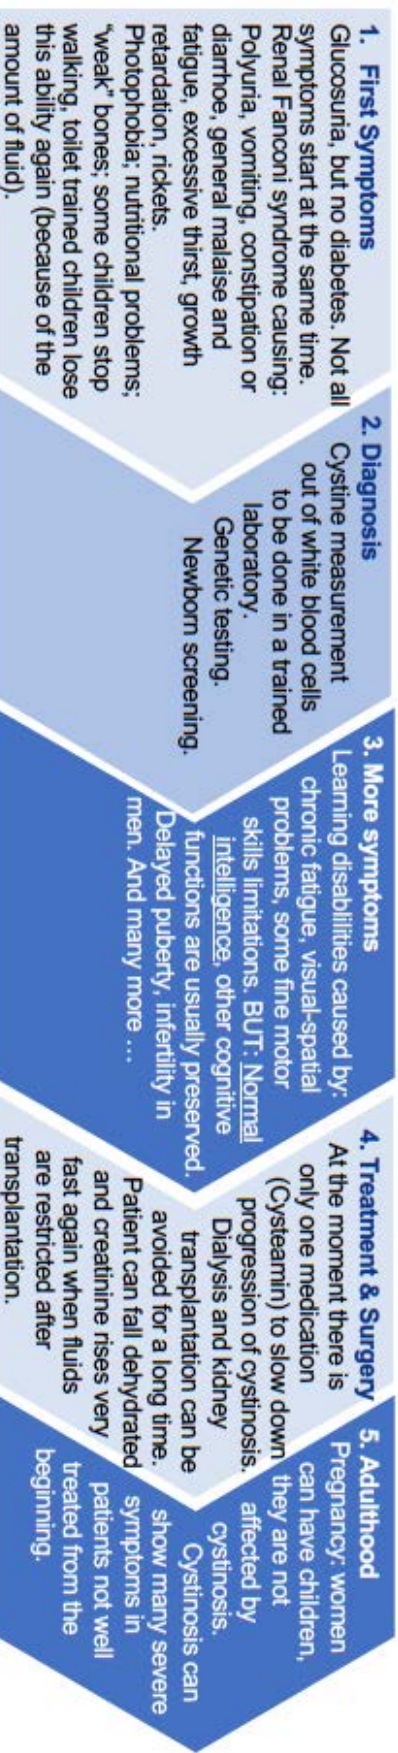 1. First Symptoms
Glucosuria, but no diabetes. Not all
symptoms start at the same time.
Renal Fanconi syndrome causing:
Polyuria, vomiting, constipation or
diarrhoe, general malaise and
fatigue, excessive thirst, growth
retardation, rickets.
Photophobia; nutritional problems;
"weak" bones; some children stop
walking, toilet trained children lose
this ability again (because of the
amount of fluid).
2. Diagnosis
Cystine measurement
out of white blood cells
to be done in a trained
laboratory.
Genetic testing.
Newborn screening.
3. More symptoms
Learning disabilities caused by:
chronic fatigue, visual-spatial
problems, some fine motor
skills limitations. BUT: Normal
intelligence, other cognitive
functions are usually preserved.
Delayed puberty, infertility in
men. And many more …
4. Treatment & Surgery
At the moment there is
only one medication
(Cysteamin) to slow down
progression of cystinosis.
Dialysis and kidney
transplantation can be
avoided for a long time.
Patient can fall dehydrated
and creatinine rises very
fast again when fluids
are restricted after
transplantation.
5. Adulthood
Pregnancy: women
can have children,
they are not
affected by
cystinosis.
Cystinosis can
show many severe
symptoms in
patients not well
treated from the
beginning.